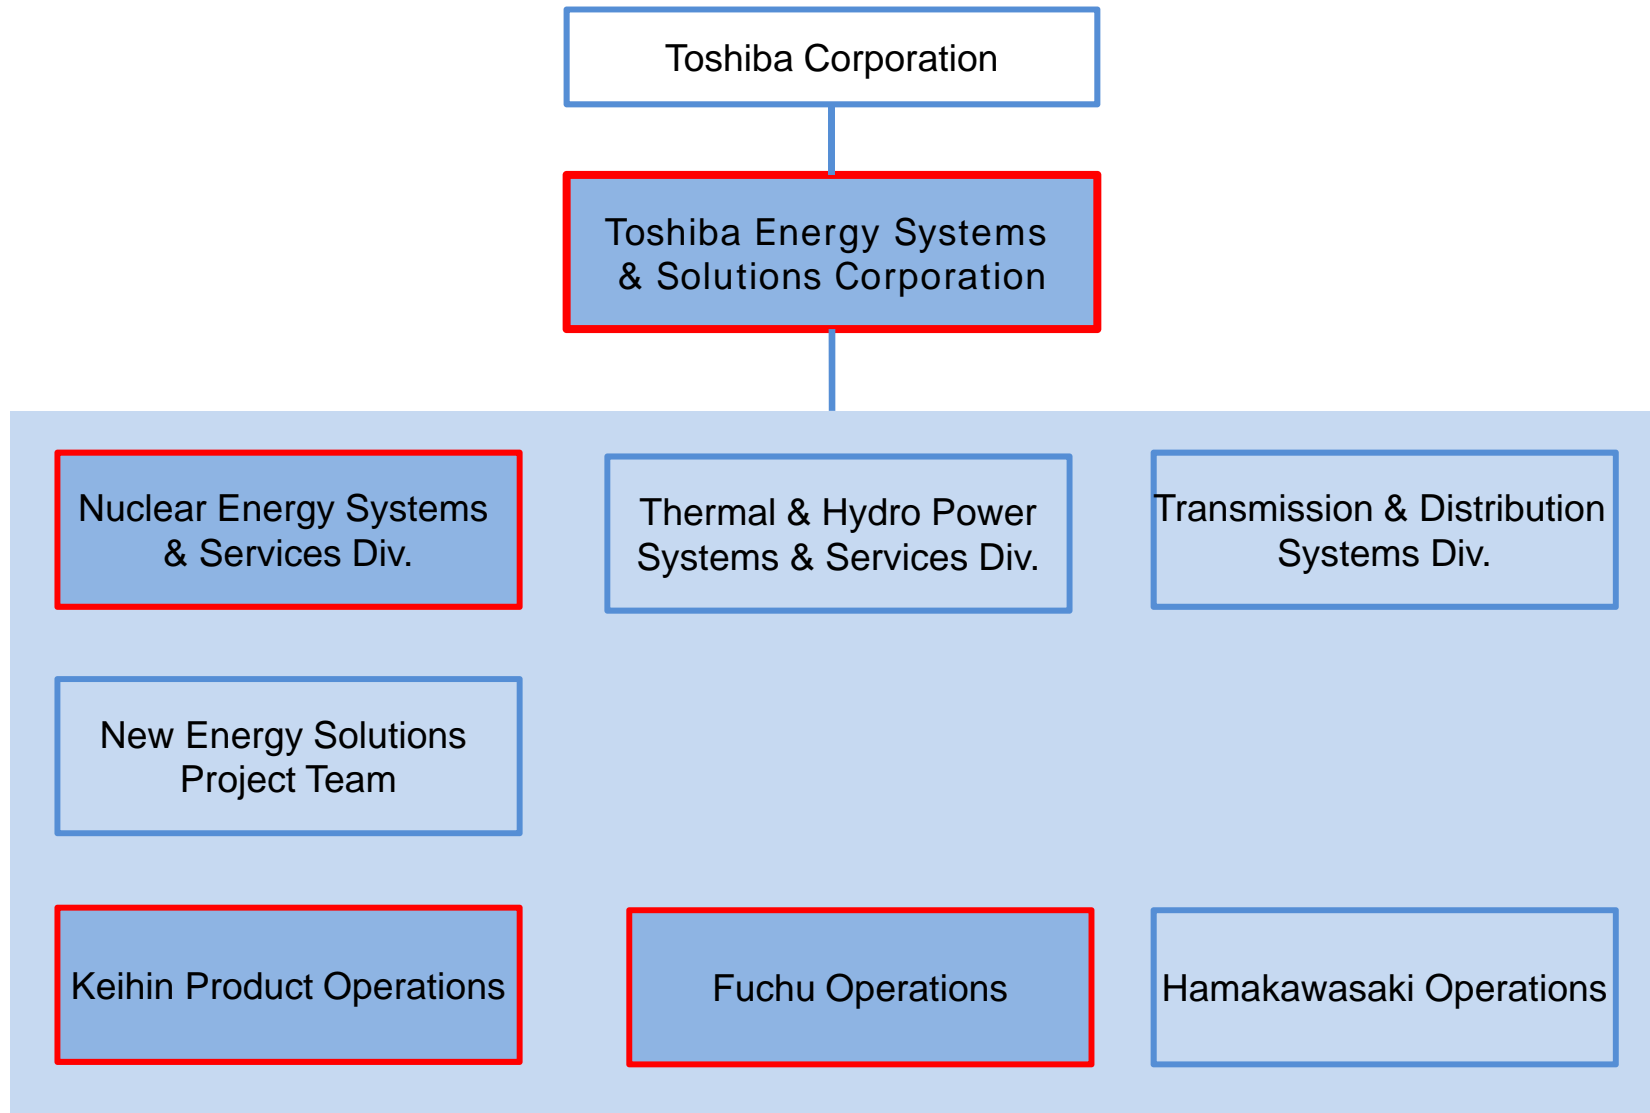 Toshiba Corporation
Toshiba Energy Systems
& Solutions Corporation
Nuclear Energy Systems
& Services Div.
Thermal & Hydro Power
Systems & Services Div.
Transmission & Distribution
Systems Div.
New Energy Solutions
Project Team
Keihin Product Operations
Fuchu Operations
Hamakawasaki Operations